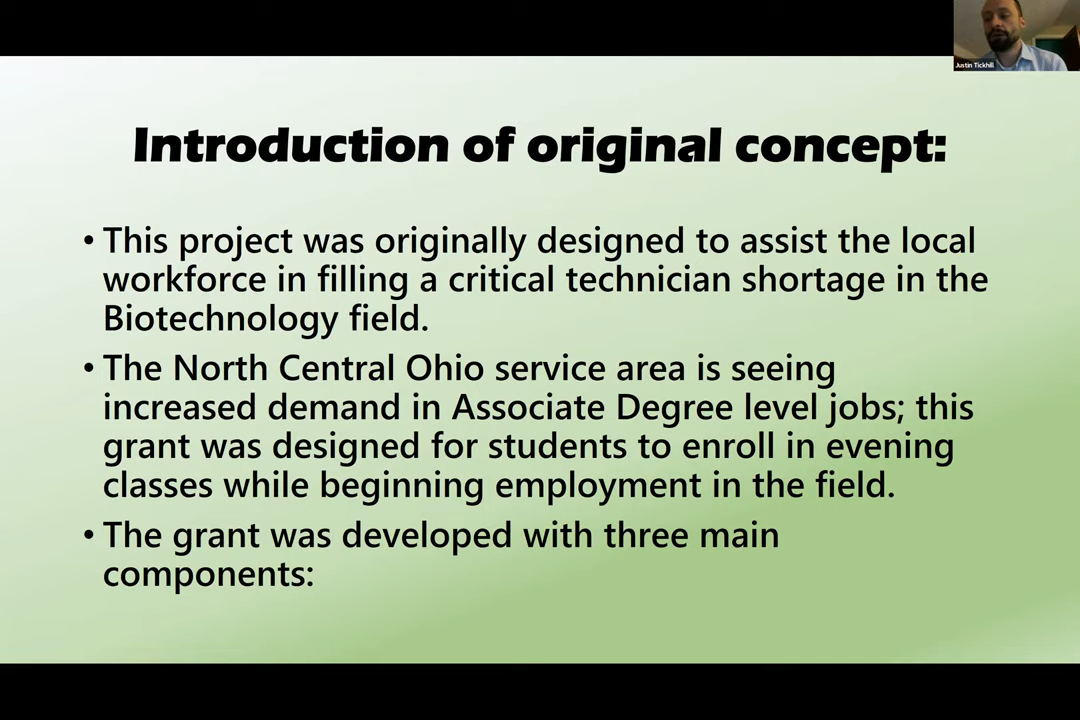 Justin Tickhill
Introduction of original concept:
• This project was originally designed to assist the local
workforce in filling a critical technician shortage in the
Biotechnology field.
• The North Central Ohio service area is seeing
increased demand in Associate Degree level jobs; this
grant was designed for students to enroll in evening
classes while beginning employment in the field.
• The grant was developed with three main
components: